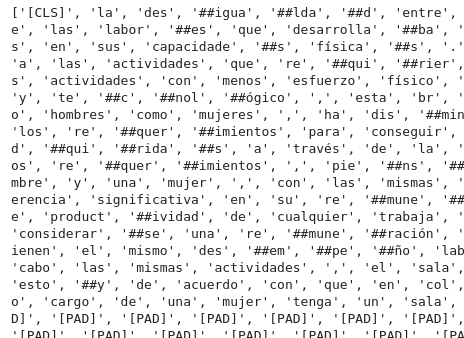 ['[CLS]', 'la', 'des', '##igua', '##lda', '##d', 'entre',
e', 'las', 'labor', '##es', 'que', 'desarrolla', '##ba',
s', 'en', 'sus', 'capacidade', '##s', 'física', '##s', '.'
'a', 'las', 'actividades', 'que', 're', '##qui', '##rier',
s', 'actividades', 'con', 'menos', 'esfuerzo', 'físico',
'y', 'te', '##c', '##nol', '##ógico', ',', 'esta', 'br',
o', 'hombres', 'como', 'mujeres', ',', 'ha', 'dis', '##min
'los', 're', '##quer', '##imientos', 'para', 'conseguir',
d', '##qui', '##rida', '##s', 'a', 'través', 'de', 'la',
os', 're', '##quer', '##imientos', ',', 'pie', '##ns', '##
mbre', 'y', 'una', 'mujer', ',', 'con', 'las', 'mismas',
erencia', 'significativa', 'en', 'su', 're', '##mune', '##
e', 'product', '##ividad', 'de', 'cualquier', 'trabaja',
'considerar', '##se', 'una', 're', '##mune', '##ración',
ienen', 'el', 'mismo', 'des', '##em', '##pe', '##ño', 'lab
'cabo', 'las', 'mismas', 'actividades', ',', 'el', 'sala',
'esto', '##y', 'de', 'acuerdo', 'con', 'que', 'en', 'col',
o', 'cargo', 'de', 'una', 'mujer', 'tenga', 'un', 'sala',
D]', '[PAD]', '[PAD]', '[PAD]', '[PAD]', '[PAD]', '[PAD]',
'[PAD]', '[PAD]', '[PAD]', '[PAD]', '[PAD]', '[PAD]', '[PA